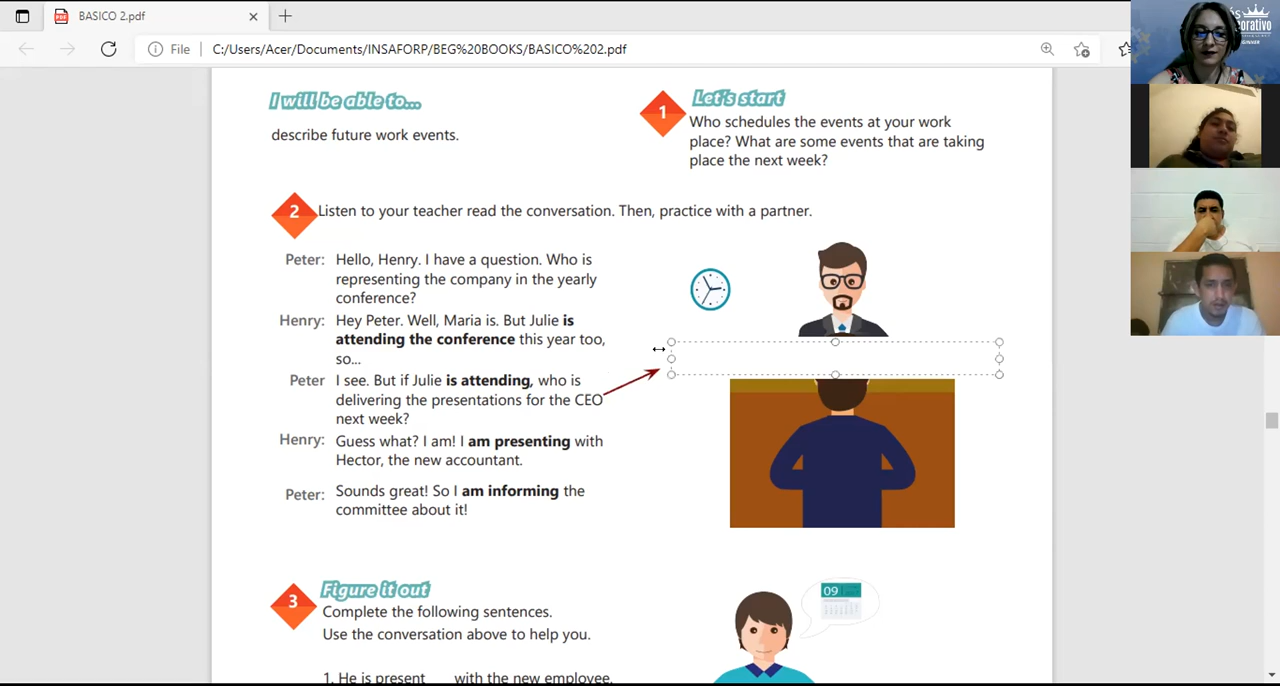 BASICO 2.pdf
File
C:/Users/Acer/Documents/INSAFORP/BEG%20BOOKS/BASICO%202.pdf
I will be able to...
describe future work events.
1
Let's start
Who schedules the events at your work
place? What are some events that are taking
place the next week?
2
Listen to your teacher read the conversation. Then, practice with a partner.
Peter: Hello, Henry. I have a question. Who is
representing the company in the yearly
conference?
Henry: Hey Peter. Well, Maria is. But Julie is
attending the conference this year too,
so...
Peter I see. But if Julie is attending, who is
delivering the presentations for the CEO
next week?
Henry: Guess what? I am! I am presenting with
Hector, the new accountant.
Peter: Sounds great! So I am informing the
committee about it!
3
Figure it out
Complete the following sentences.
Use the conversation above to help you.
09
1. He is present__ with the new employee.